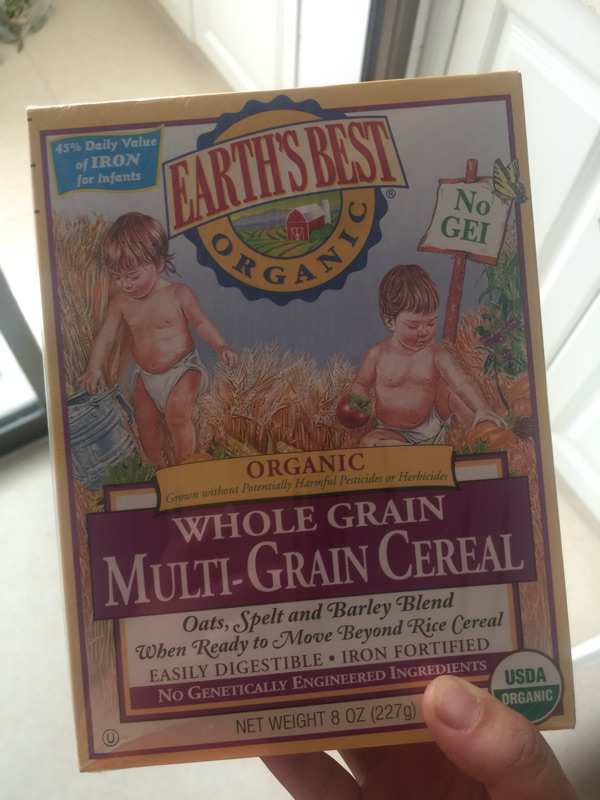 45% Daily Value
of IRON
for Infants
EARTH'S BEST
®
ORGANIC
No
GEI
ORGANIC
Grown without Potentially Harmful Pesticides or Herbicides
WHOLE GRAIN
MULTI-GRAIN CEREAL
Oats, Spelt and Barley Blend
When Ready to Move Beyond Rice Cereal
EASILY DIGESTIBLE • IRON FORTIFIED
NO GENETICALLY ENGINEERED INGREDIENTS
USDA
ORGANIC
NET WEIGHT 8 OZ (227g)
U